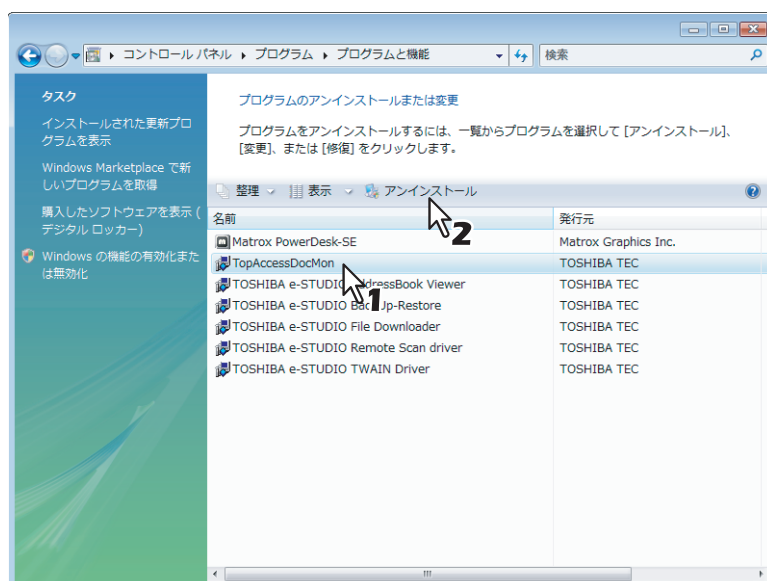 コントロール パネル ▸ プログラム ▸ プログラムと機能
検索
タスク
インストールされた更新プロ
グラムを表示
Windows Marketplace で新
しいプログラムを取得
購入したソフトウェアを表示 (
デジタル ロッカー)
Windows の機能の有効化また
は無効化
プログラムのアンインストールまたは変更
プログラムをアンインストールするには、一覧からプログラムを選択して [アンインストール]、
[変更]、または [修復] をクリックします。
整理 表示 アンインストール
2
名前 発行元
Matrox PowerDesk-SE Matrox Graphics Inc.
TopAccessDocMon TOSHIBA TEC
1
TOSHIBA e-STUDIO AddressBook Viewer TOSHIBA TEC
TOSHIBA e-STUDIO BackUp-Restore TOSHIBA TEC
TOSHIBA e-STUDIO File Downloader TOSHIBA TEC
TOSHIBA e-STUDIO Remote Scan driver TOSHIBA TEC
TOSHIBA e-STUDIO TWAIN Driver TOSHIBA TEC